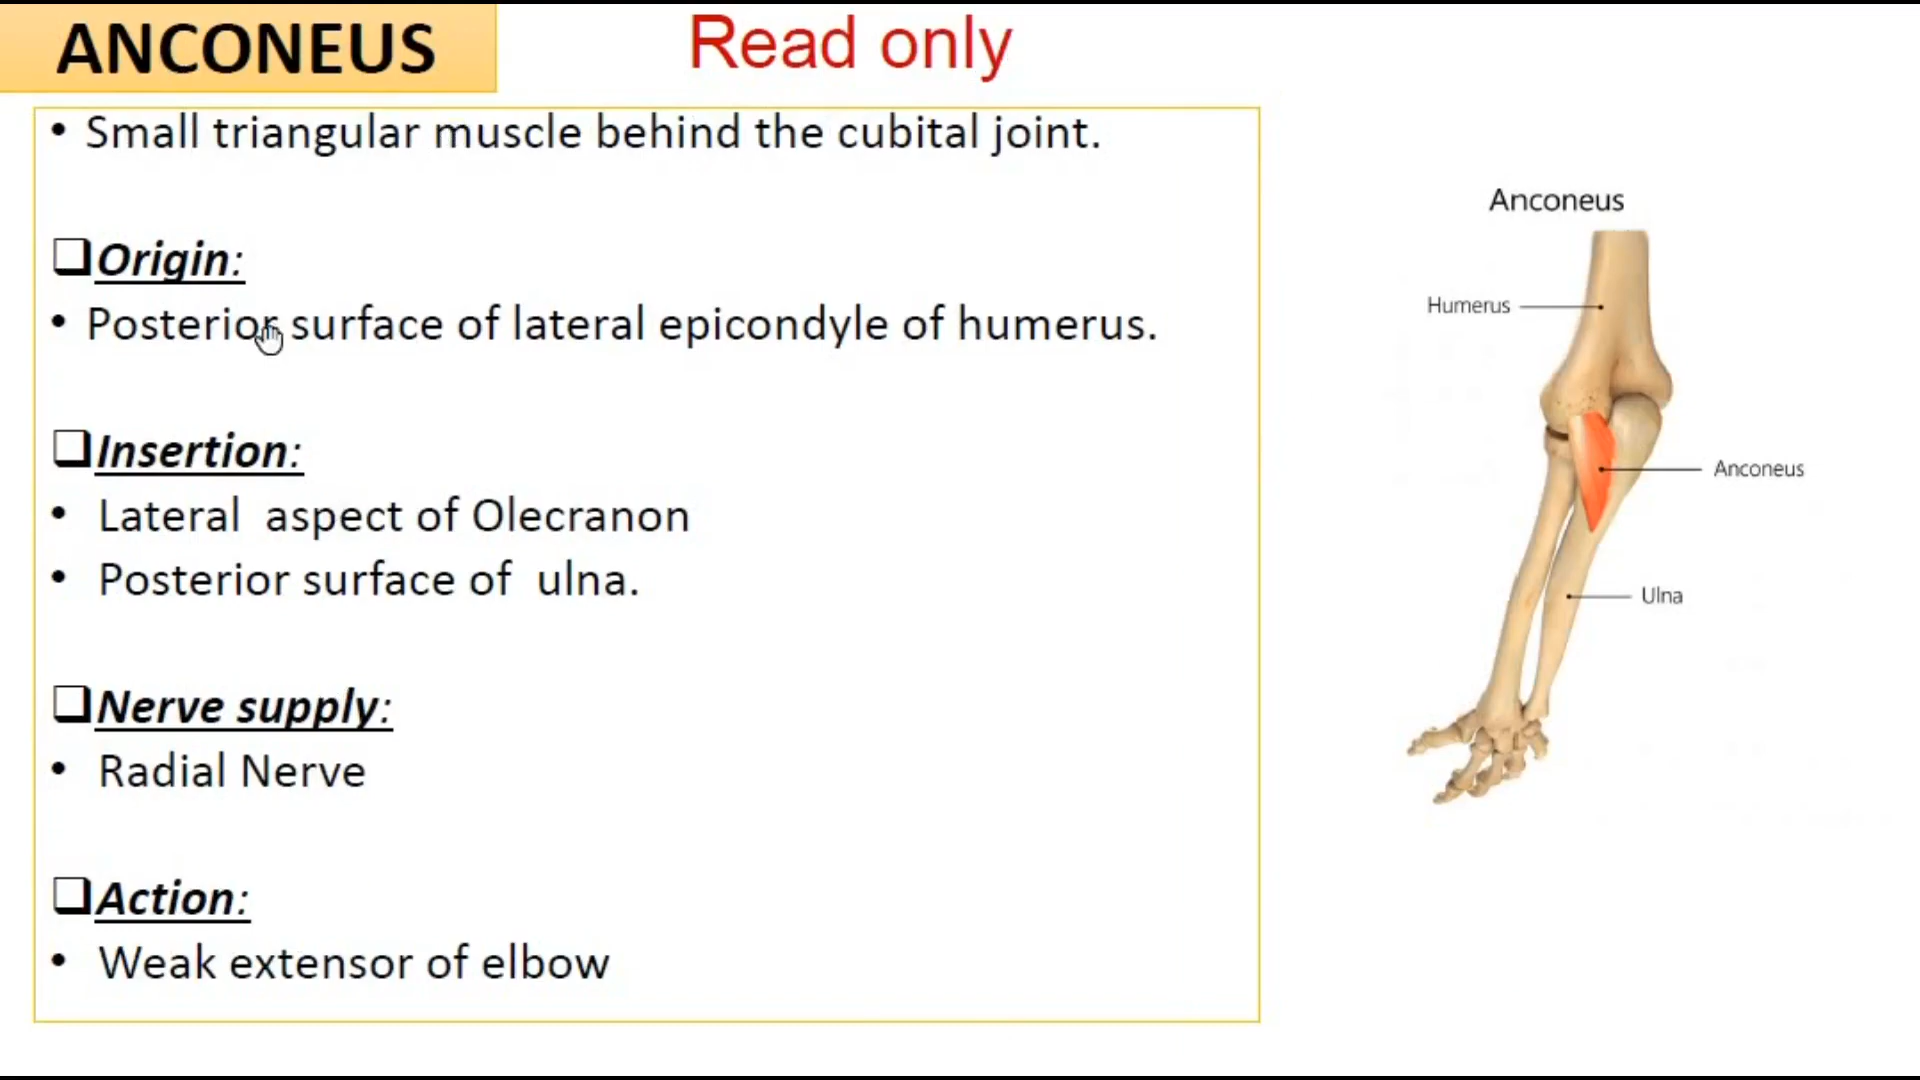 ANCONEUS
Read only
• Small triangular muscle behind the cubital joint.
❑Origin:
• Posterior surface of lateral epicondyle of humerus.
❑Insertion:
• Lateral aspect of Olecranon
• Posterior surface of ulna.
❑Nerve supply:
• Radial Nerve
❑Action:
• Weak extensor of elbow
Anconeus
Humerus
Anconeus
Ulna